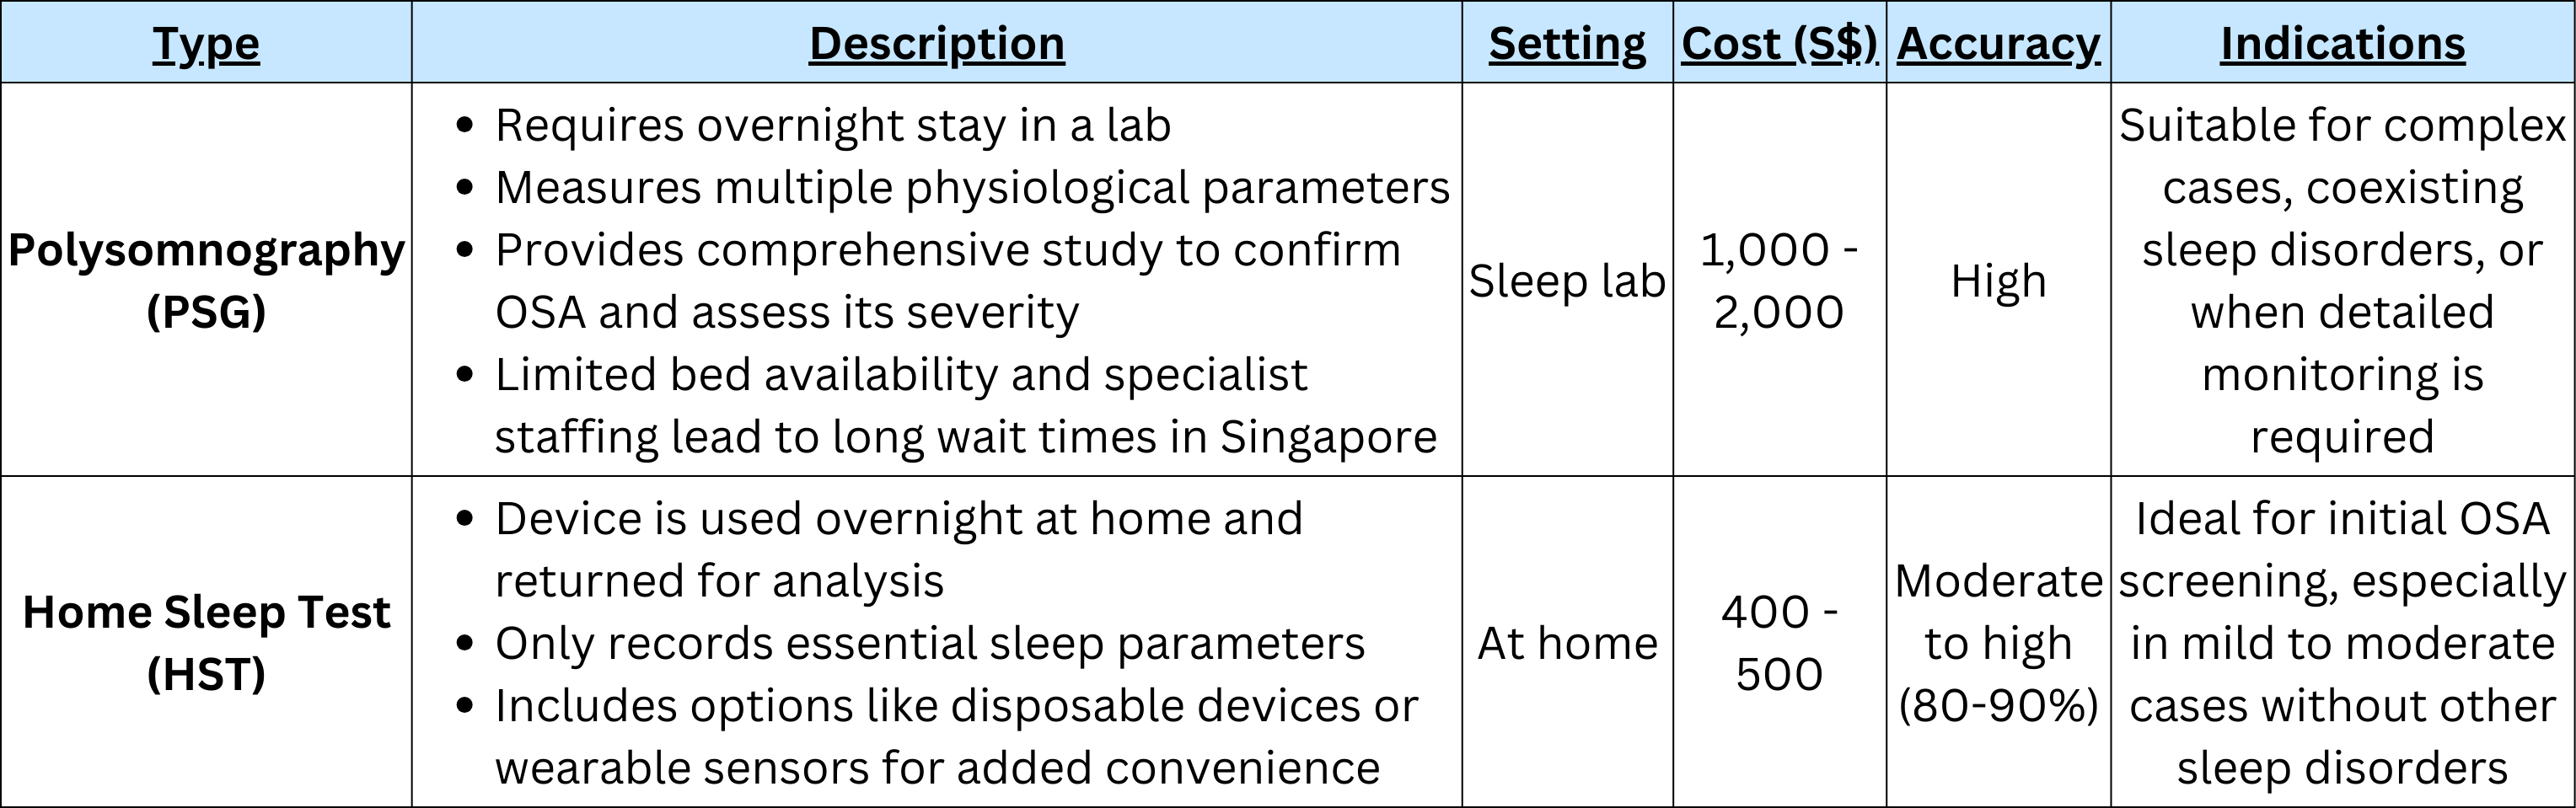 Type
Description
Setting
Cost (S$)
Accuracy
Indications
Polysomnography
(PSG)
• Requires overnight stay in a lab
• Measures multiple physiological parameters
• Provides comprehensive study to confirm
OSA and assess its severity
• Limited bed availability and specialist
staffing lead to long wait times in Singapore
Sleep lab
1,000 -
2,000
High
Suitable for complex
cases, coexisting
sleep disorders, or
when detailed
monitoring is
required
Home Sleep Test
(HST)
• Device is used overnight at home and
returned for analysis
• Only records essential sleep parameters
• Includes options like disposable devices or
wearable sensors for added convenience
At home
400 -
500
Moderate
to high
(80-90%)
Ideal for initial OSA
screening, especially
in mild to moderate
cases without other
sleep disorders